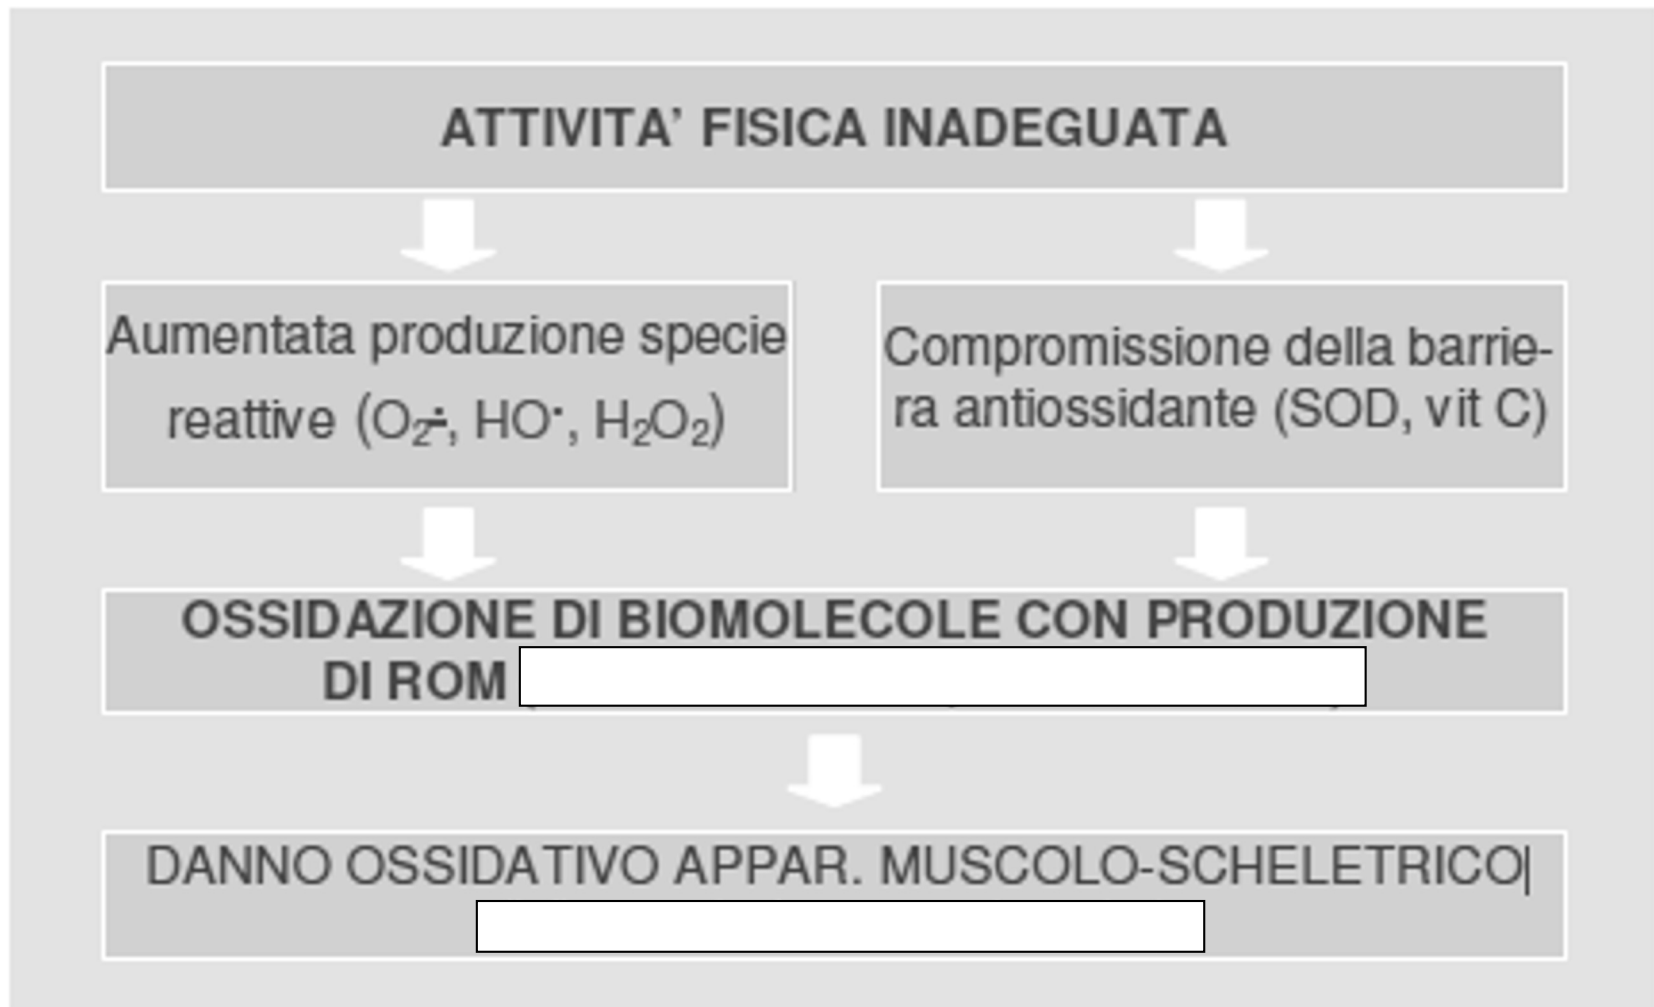 ATTIVITA’ FISICA INADEGUATA
Aumentata produzione specie
reattive (O₂∸, HO·, H₂O₂)
Compromissione della barrie-
ra antiossidante (SOD, vit C)
OSSIDAZIONE DI BIOMOLECOLE CON PRODUZIONE
DI ROM
DANNO OSSIDATIVO APPAR. MUSCOLO-SCHELETRICO